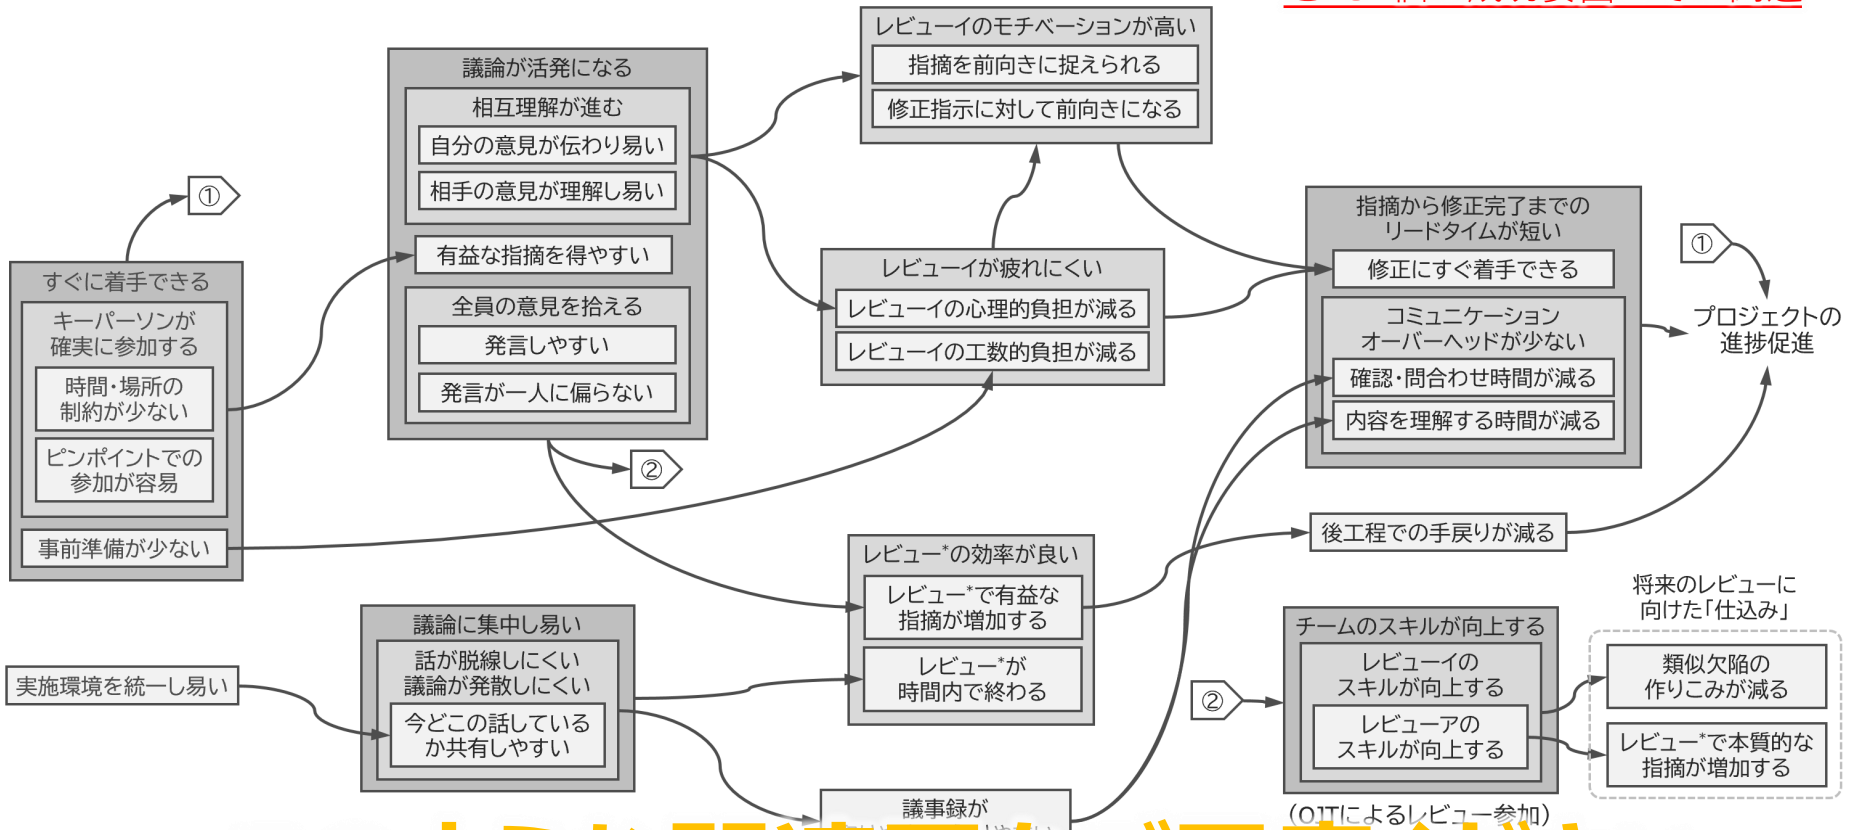 レビューイのモチベーションが高い
指摘を前向きに捉えられる
修正指示に対して前向きになる
議論が活発になる
相互理解が進む
自分の意見が伝わり易い
相手の意見が理解し易い
有益な指摘を得やすい
全員の意見を拾える
発言しやすい
発言が一人に偏らない
①
すぐに着手できる
キーパーソンが
確実に参加する
時間・場所の
制約が少ない
ピンポイントでの
参加が容易
事前準備が少ない
②
レビューイが疲れにくい
レビューイの心理的負担が減る
レビューイの工数的負担が減る
指摘から修正完了までの
リードタイムが短い
修正にすぐ着手できる
コミュニケーション
オーバーヘッドが少ない
確認・問合わせ時間が減る
内容を理解する時間が減る
①
プロジェクトの
進捗促進
後工程での手戻りが減る
レビュー*の効率が良い
レビュー*で有益な
指摘が増加する
レビュー*が
時間内で終わる
議論に集中し易い
話が脱線しにくい
議論が発散しにくい
今どこの話している
か共有しやすい
実施環境を統一し易い
議事録が
②
チームのスキルが向上する
レビューイの
スキルが向上する
レビューアの
スキルが向上する
(OJTによるレビュー参加)
将来のレビューに
向けた「仕込み」
類似欠陥の
作りこみが減る
レビュー*で本質的な
指摘が増加する